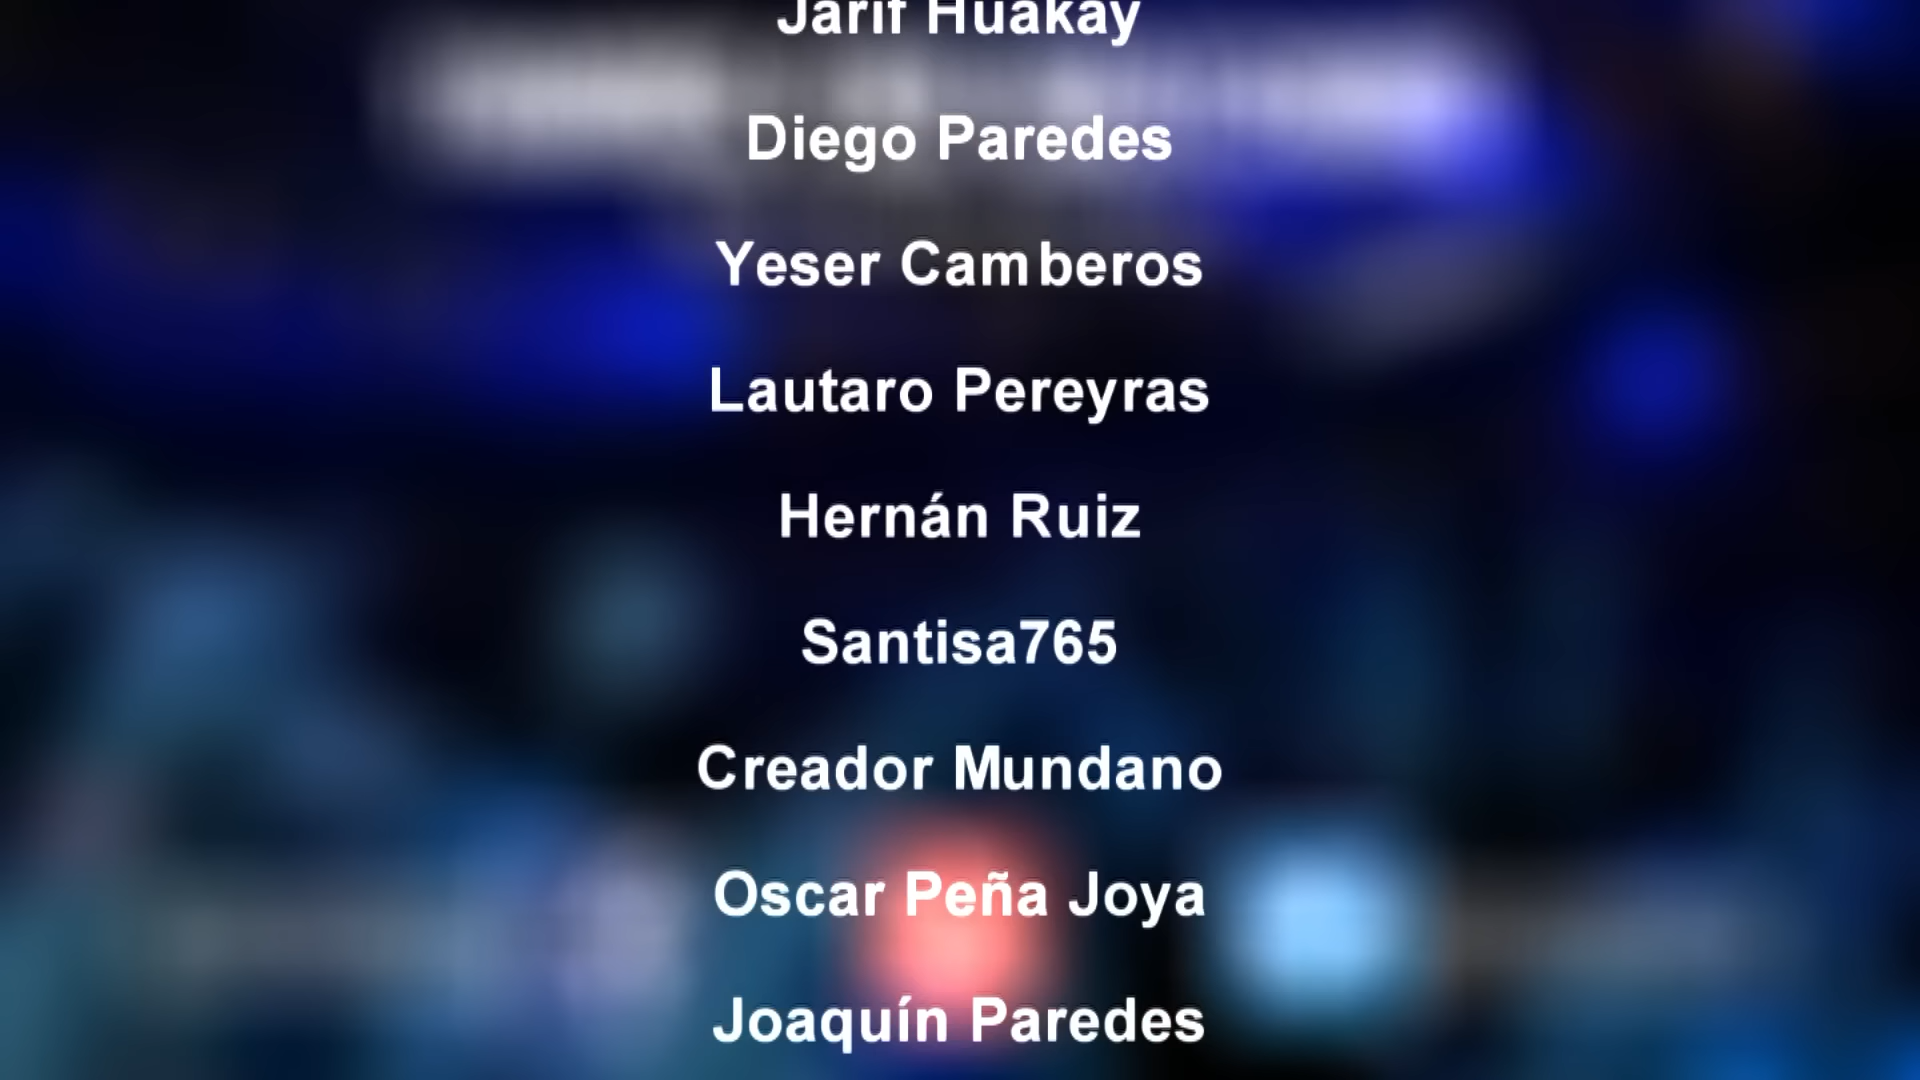 Jarif Huakay
Diego Paredes
Yeser Camberos
Lautaro Pereyras
Hernán Ruiz
Santisa765
Creador Mundano
Oscar Peña Joya
Joaquín Paredes